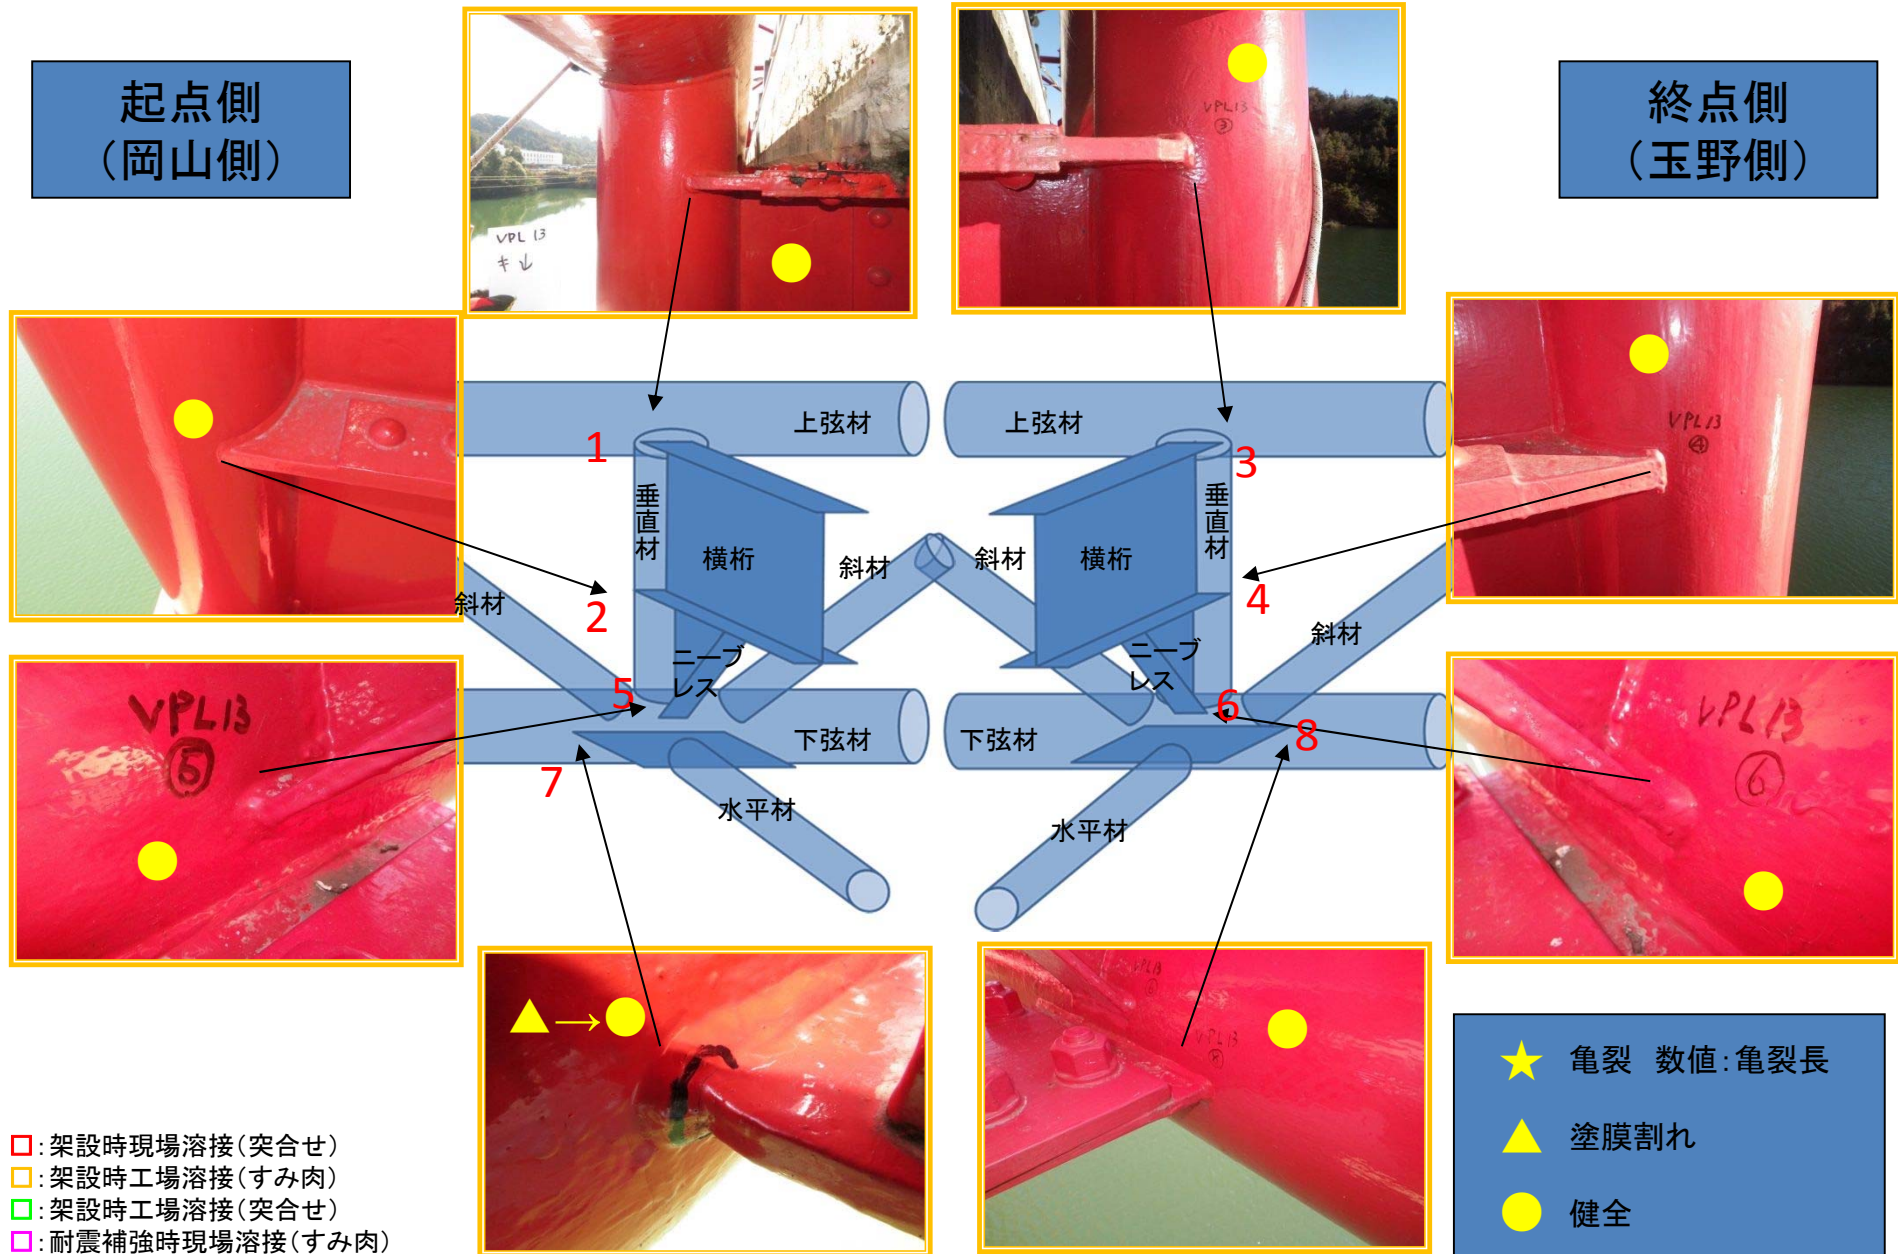 起点側
（岡山側）
終点側
（玉野側）
VPL 13
キ
VPL13
③
VPL13
④
上弦材
上弦材
1
3
垂直材
垂直材
横桁
横桁
斜材
斜材
斜材
斜材
2
4
ニーブレス
ニーブレス
5
6
下弦材
下弦材
7
8
水平材
水平材
VPL13
⑤
VPL13
⑥
→
VPL13
VPL13
⑧
★ 亀裂 数値：亀裂長
▲ 塗膜割れ
● 健全
□：架設時現場溶接（突合せ）
□：架設時工場溶接（すみ肉）
□：架設時工場溶接（突合せ）
□：耐震補強時現場溶接（すみ肉）